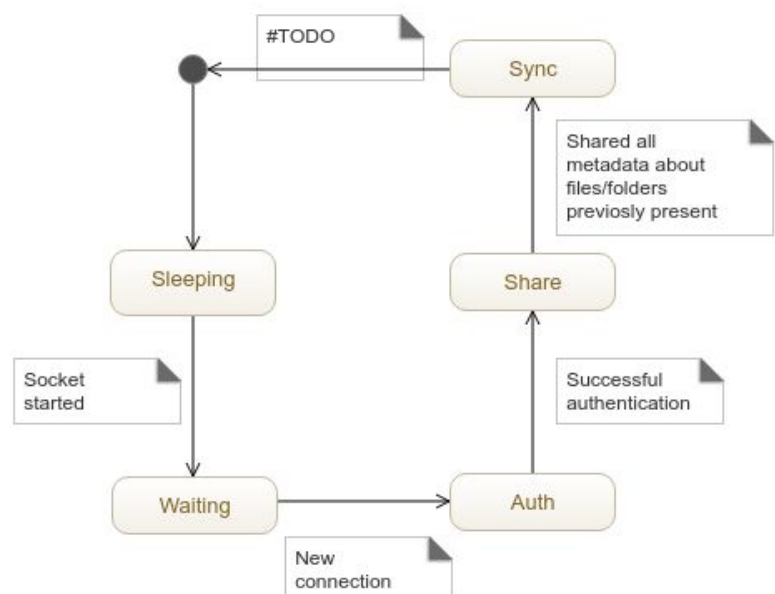 #TODO
Sync
Shared all
metadata about
files/folders
previosly present
Sleeping
Share
Socket
started
Successful
authentication
Waiting
Auth
New
connection